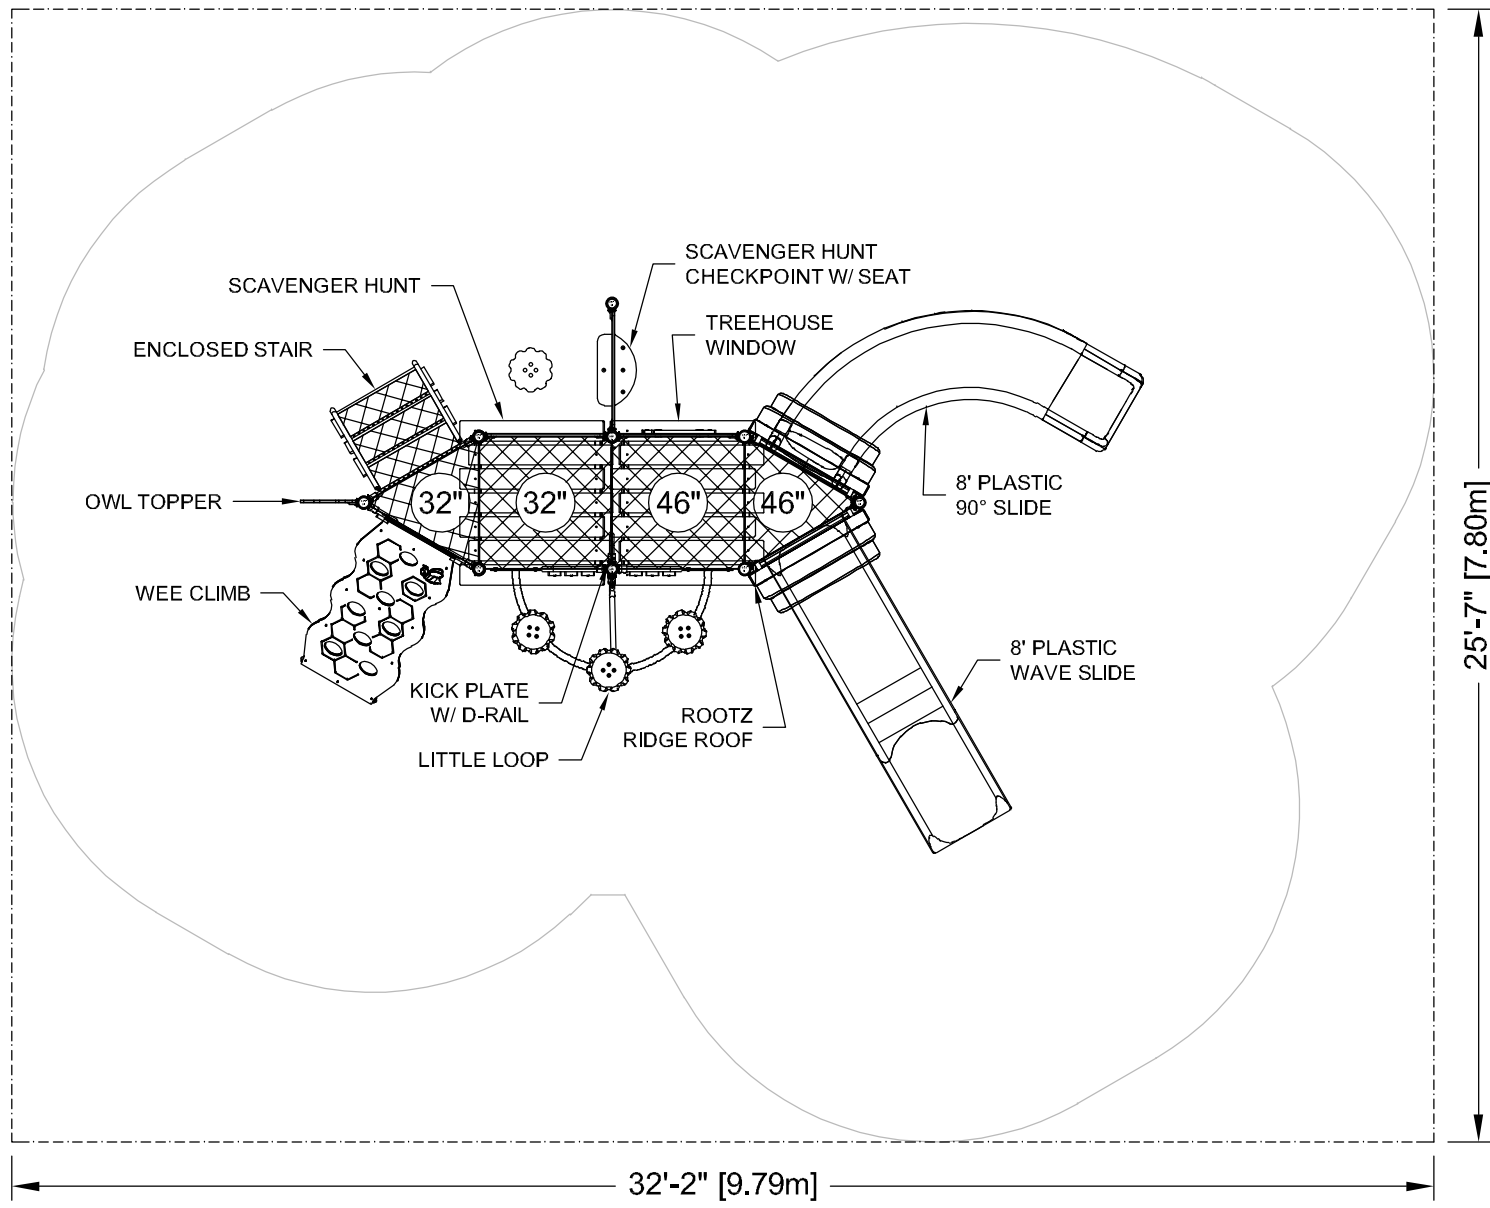 SCAVENGER HUNT
CHECKPOINT W/ SEAT
SCAVENGER HUNT
TREEHOUSE
WINDOW
ENCLOSED STAIR
8' PLASTIC
90° SLIDE
OWL TOPPER
32"
32"
46"
46"
WEE CLIMB
8' PLASTIC
WAVE SLIDE
KICK PLATE
W/ D-RAIL
ROOTZ
RIDGE ROOF
LITTLE LOOP
25'-7" [7.80m]
32'-2" [9.79m]